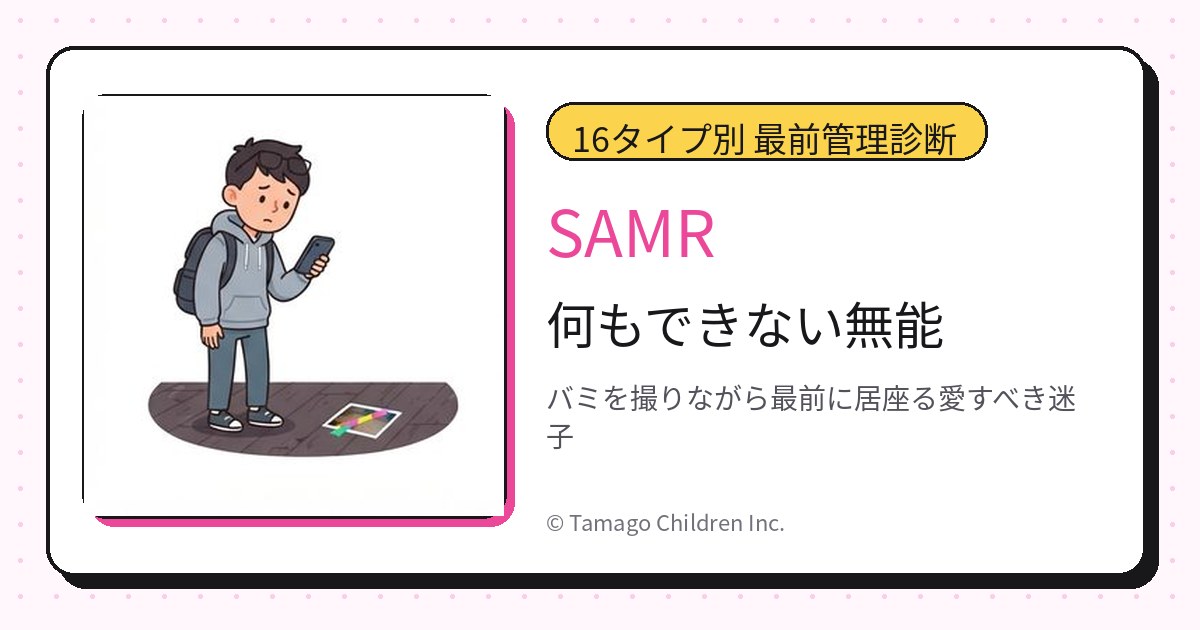 16タイプ別 最前管理診断
SAMR
何もできない無能
バミを撮りながら最前に居座る愛すべき迷
子
© Tamago Children Inc.